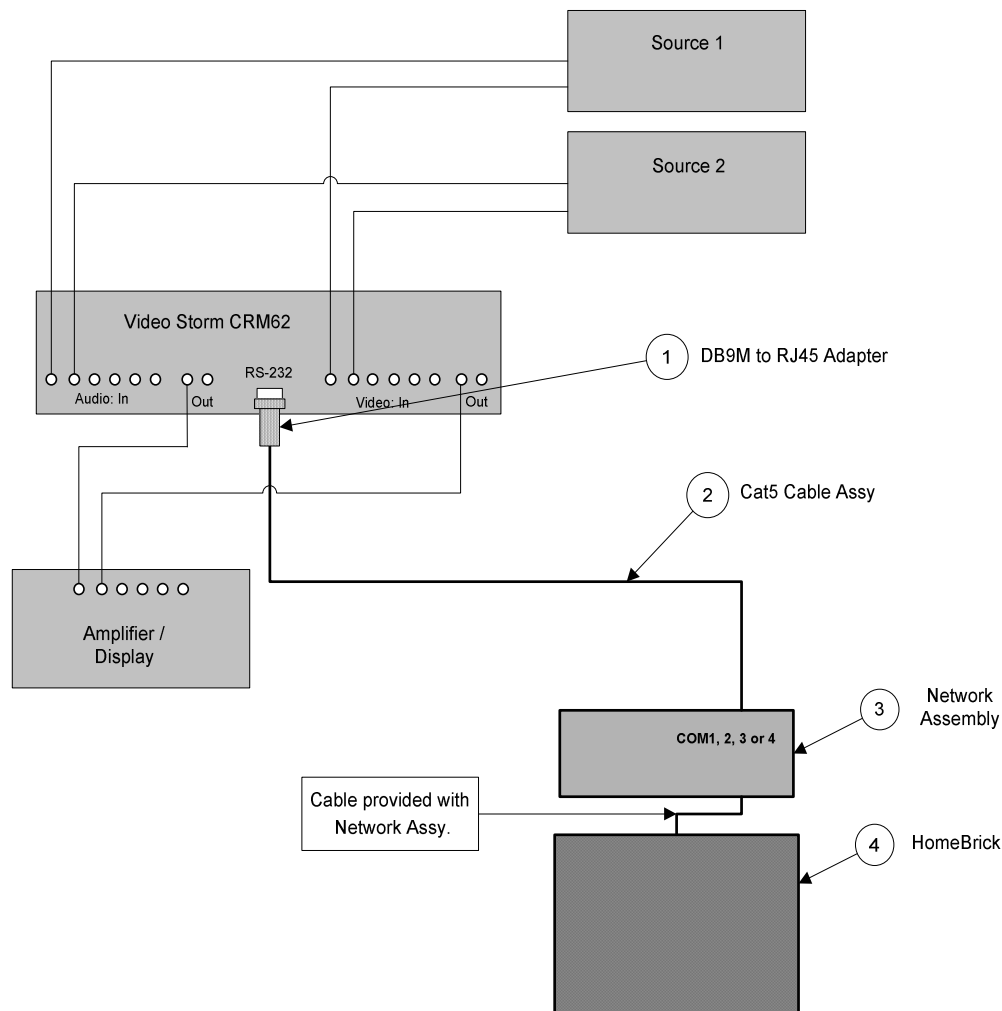 Source 1
Source 2
Video Storm CRM62
RS-232
Audio: In
Out
Video: In
Out
1
DB9M to RJ45 Adapter
2
Cat5 Cable Assy
Amplifier /
Display
3
Network
Assembly
COM1, 2, 3 or 4
Cable provided with
Network Assy.
4
HomeBrick